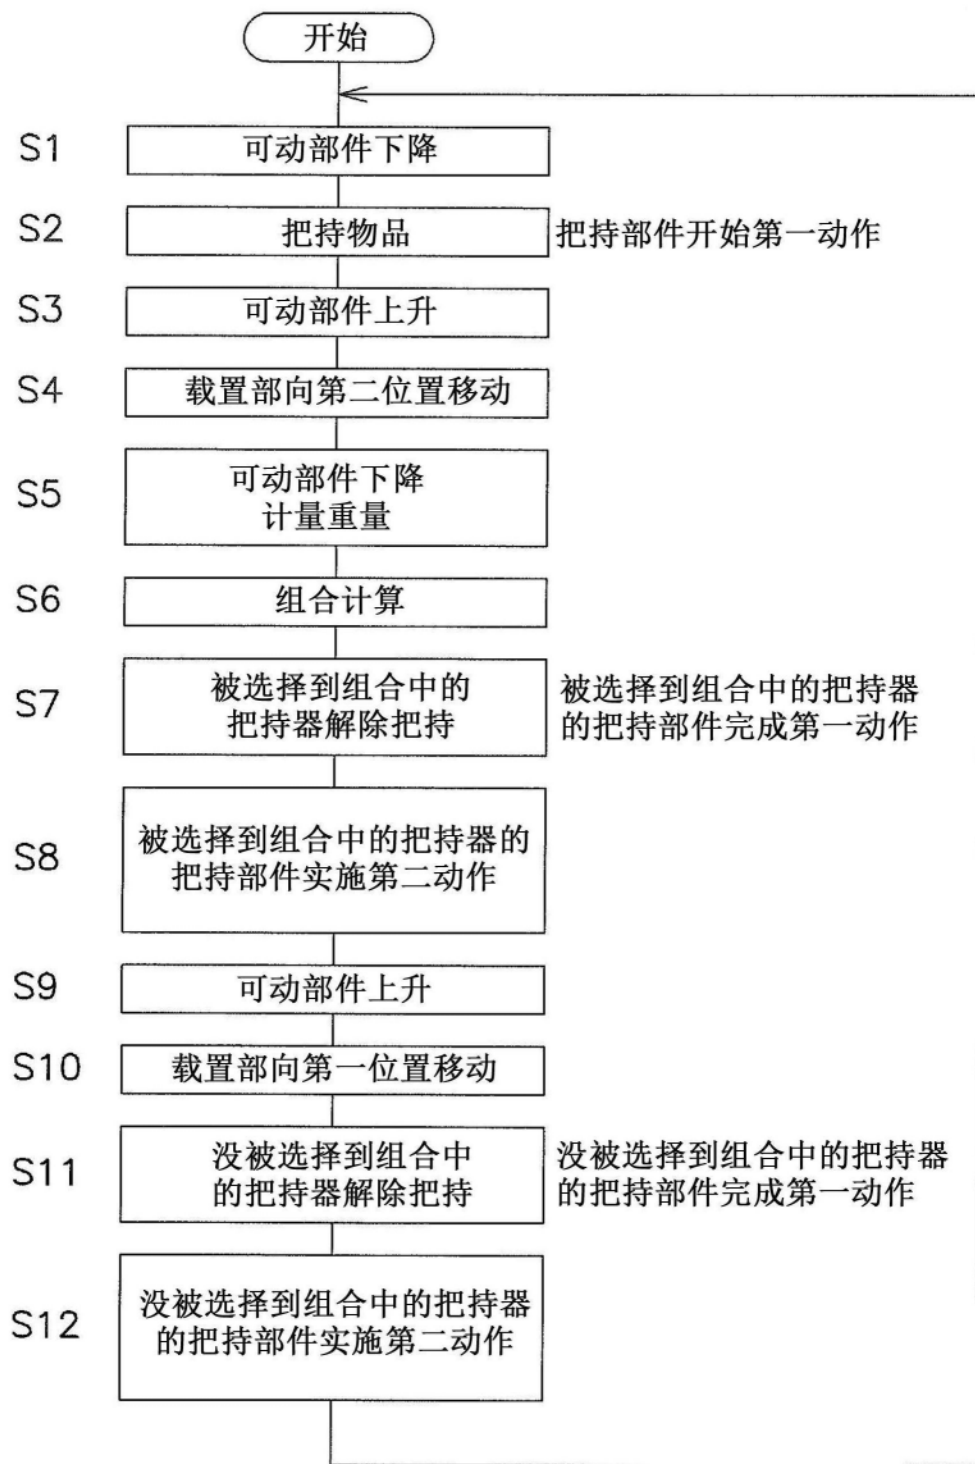 开始
S1
可动部件下降
S2
把持物品
把持部件开始第一动作
S3
可动部件上升
S4
载置部向第二位置移动
S5
可动部件下降
计量重量
S6
组合计算
S7
被选择到组合中的
把持器解除把持
被选择到组合中的把持器
的把持部件完成第一动作
S8
被选择到组合中的把持器的
把持部件实施第二动作
S9
可动部件上升
S10
载置部向第一位置移动
S11
没被选择到组合中
的把持器解除把持
没被选择到组合中的把持器
的把持部件完成第一动作
S12
没被选择到组合中的把持器
的把持部件实施第二动作